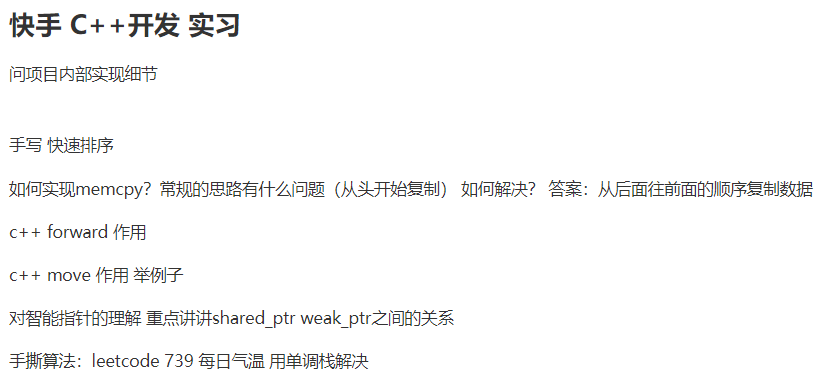 快手 C++开发 实习
问项目内部实现细节
手写 快速排序
如何实现memcpy？常规的思路有什么问题（从头开始复制） 如何解决？ 答案：从后面往前面的顺序复制数据
c++ forward 作用
c++ move 作用 举例子
对智能指针的理解 重点讲讲shared_ptr weak_ptr之间的关系
手撕算法：leetcode 739 每日气温 用单调栈解决